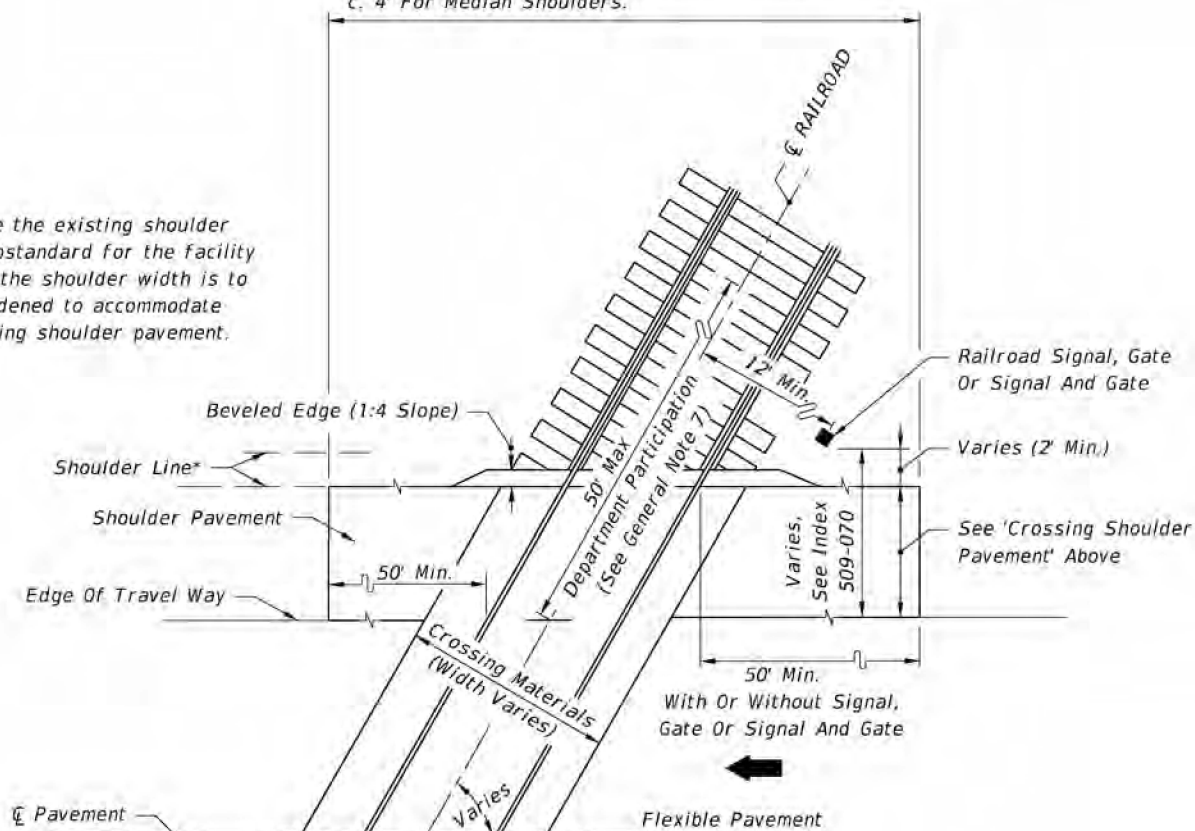 c. 4' For Median Shoulders.
℄ RAILROAD
e the existing shoulder
ostandard for the facility
the shoulder width is to
dened to accommodate
ing shoulder pavement.
12' Min.
Railroad Signal, Gate
Or Signal And Gate
Beveled Edge (1:4 Slope)
50' Max
Department Participation
(See General Note 7)
Varies (2' Min.)
Shoulder Line*
Shoulder Pavement
Varies,
See Index
509-070
See 'Crossing Shoulder
Pavement' Above
50' Min.
Edge Of Travel Way
Crossing Materials
(Width Varies)
50' Min.
With Or Without Signal,
Gate Or Signal And Gate
℄ Pavement
Varies
Flexible Pavement